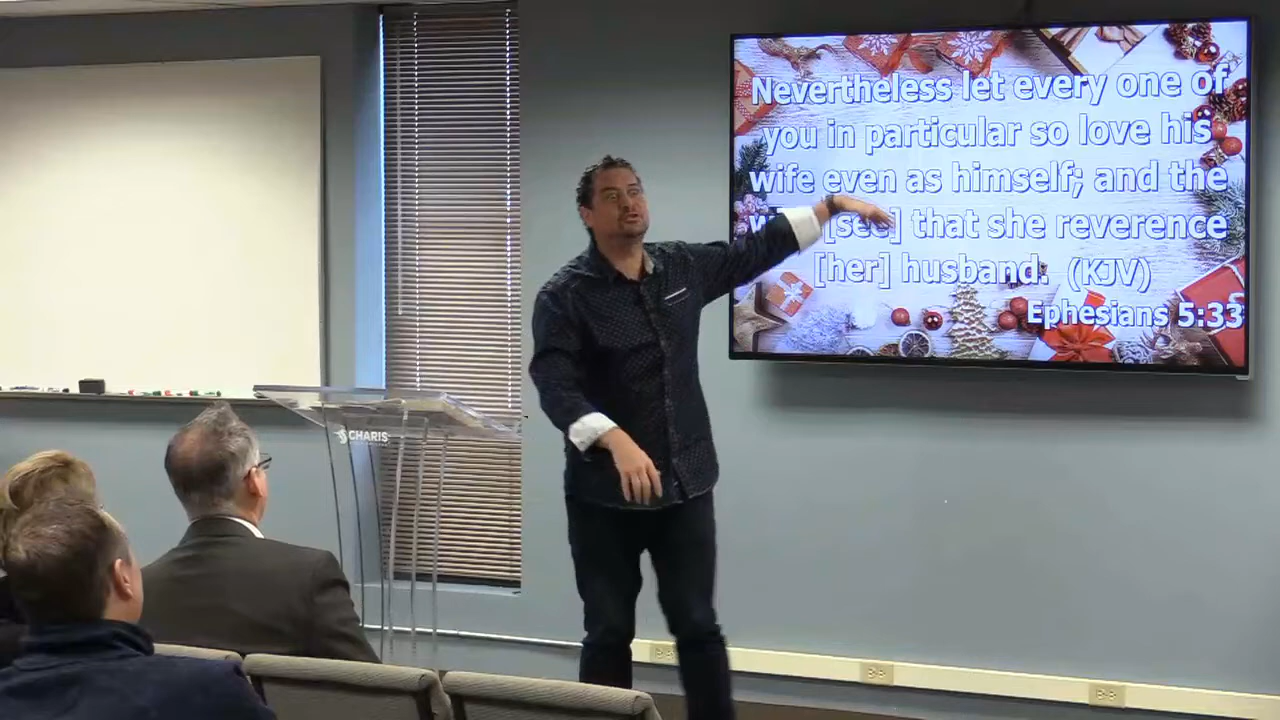 Nevertheless let every one of
you in particular so love his
wife even as himself; and the
[see] that she reverence
[her] husband. (KJV)
Ephesians 5:33
CHARIS